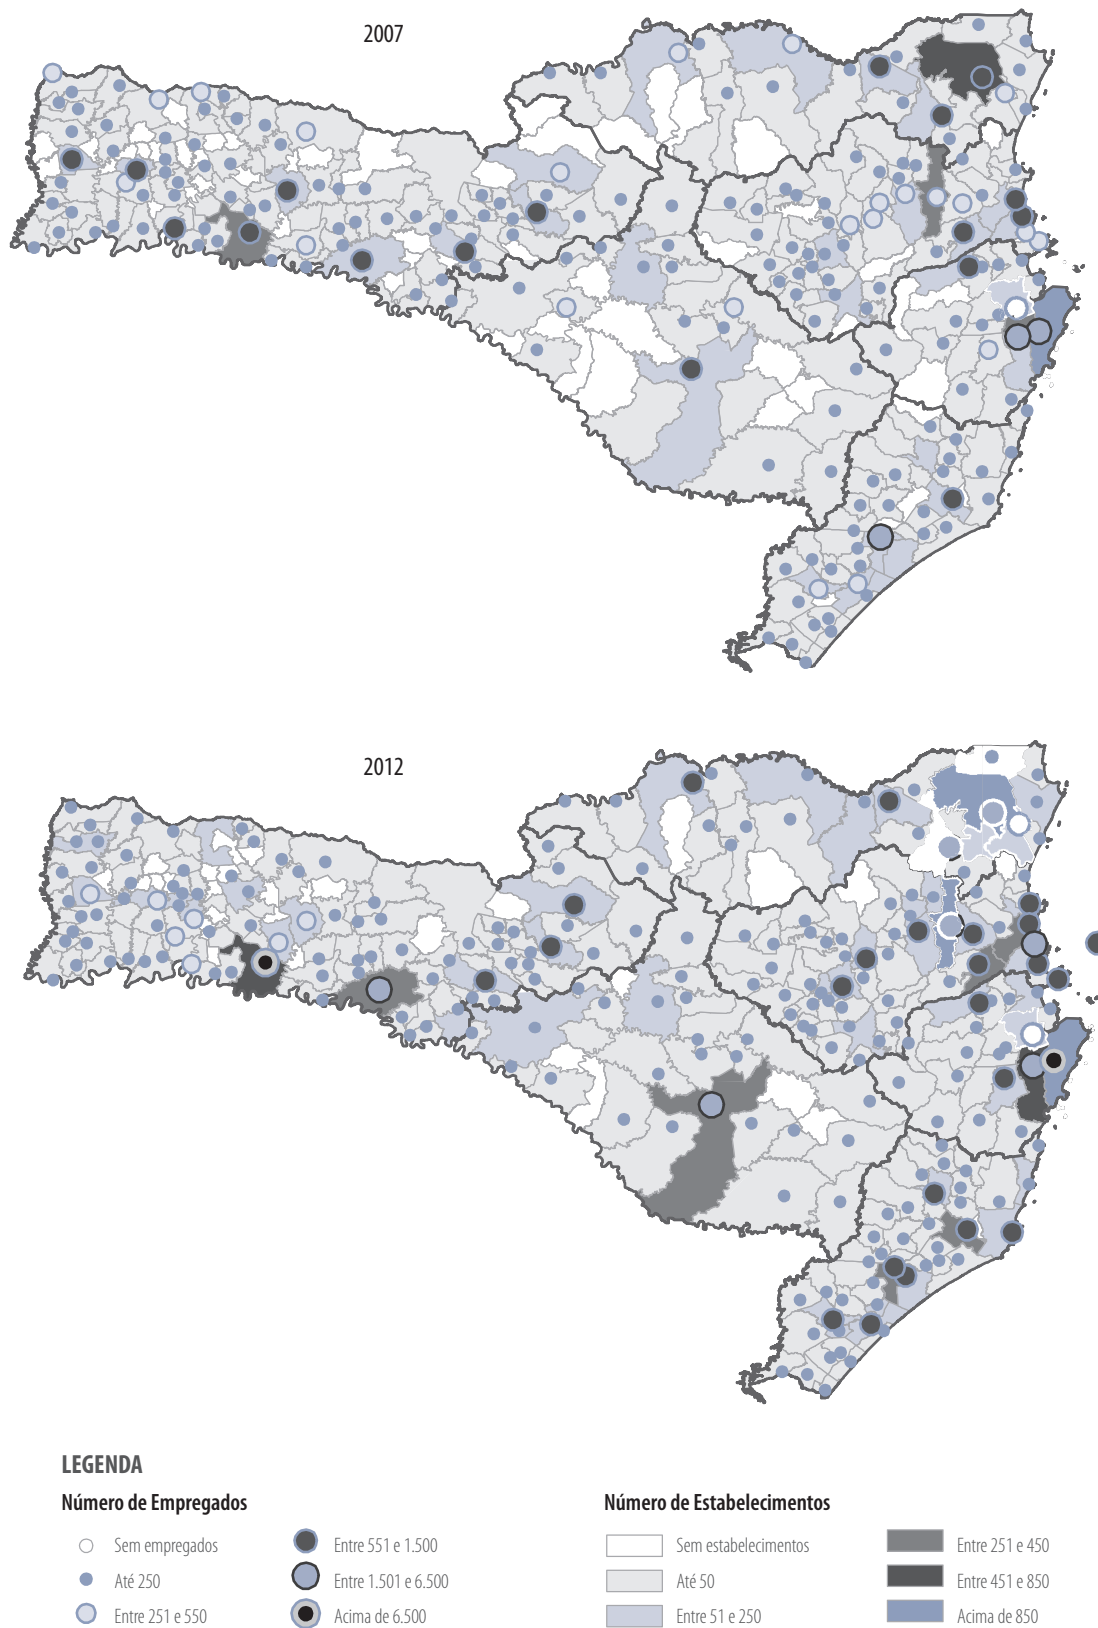 2007
2012
LEGENDA
Número de Empregados
Sem empregados
Até 250
Entre 251 e 550
Entre 551 e 1.500
Entre 1.501 e 6.500
Acima de 6.500
Número de Estabelecimentos
Sem estabelecimentos
Até 50
Entre 51 e 250
Entre 251 e 450
Entre 451 e 850
Acima de 850